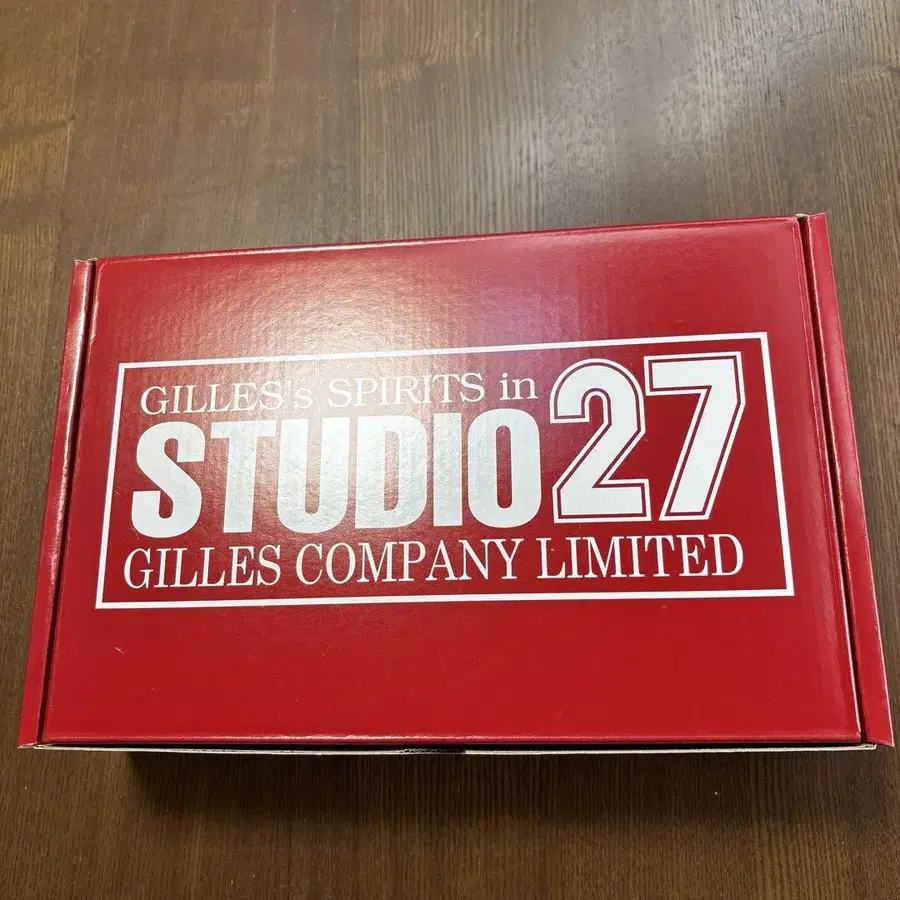 GILLES's SPIRITS in
STUDIO27
GILLES COMPANY LIMITED